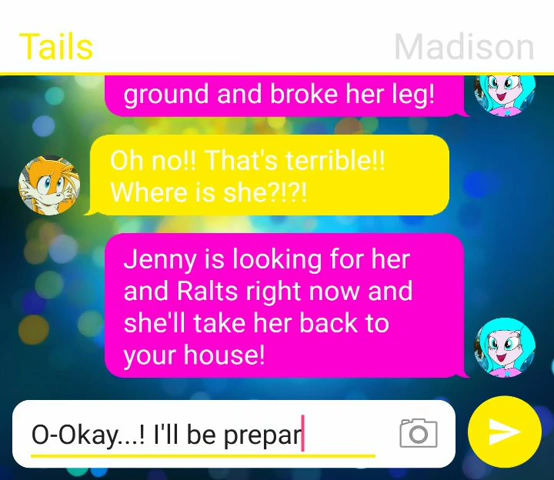 Tails Madison
ground and broke her leg!
Oh no!! That's terrible!!
Where is she?!?!
Jenny is looking for her
and Ralts right now and
she'll take her back to
your house!
O-Okay...! I'll be prepar